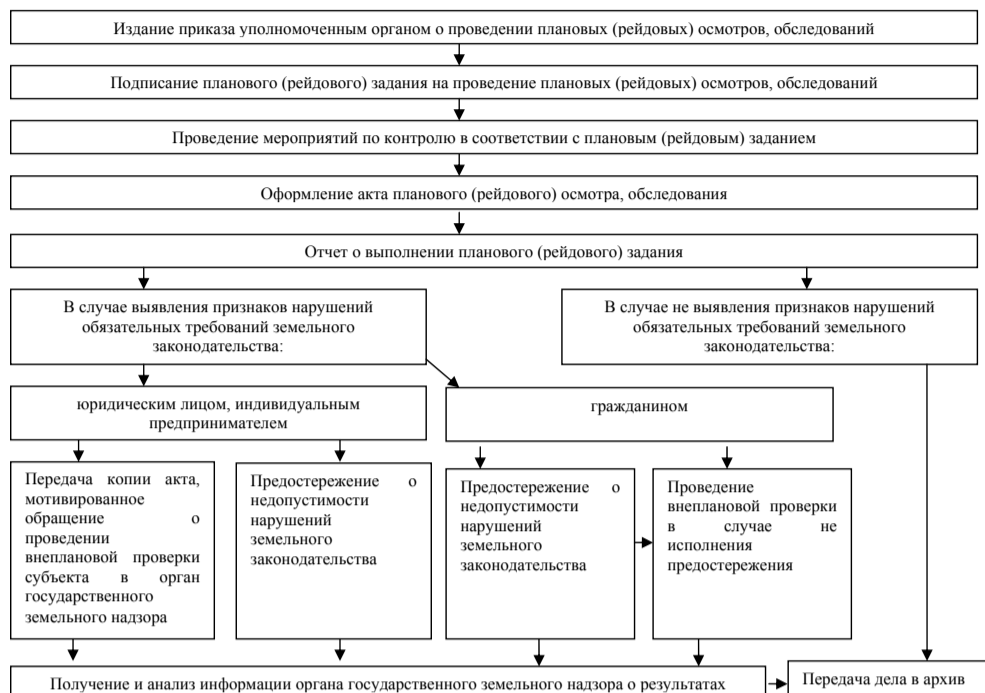 Издание приказа уполномоченным органом о проведении плановых (рейдовых) осмотров, обследований
Подписание планового (рейдового) задания на проведение плановых (рейдовых) осмотров, обследований
Проведение мероприятий по контролю в соответствии с плановым (рейдовым) заданием
Оформление акта планового (рейдового) осмотра, обследования
Отчет о выполнении планового (рейдового) задания
В случае выявления признаков нарушений
обязательных требований земельного
законодательства:
В случае не выявления признаков нарушений
обязательных требований земельного
законодательства:
юридическим лицом, индивидуальным
предпринимателем
гражданином
Передача копии акта,
мотивированное
обращение о
проведении
внеплановой проверки
субъекта в орган
государственного
земельного надзора
Предостережение о
недопустимости
нарушений
земельного
законодательства
Предостережение о
недопустимости
нарушений
земельного
законодательства
Проведение
внеплановой проверки
в случае не
исполнения
предостережения
Получение и анализ информации органа государственного земельного надзора о результатах
Передача дела в архив